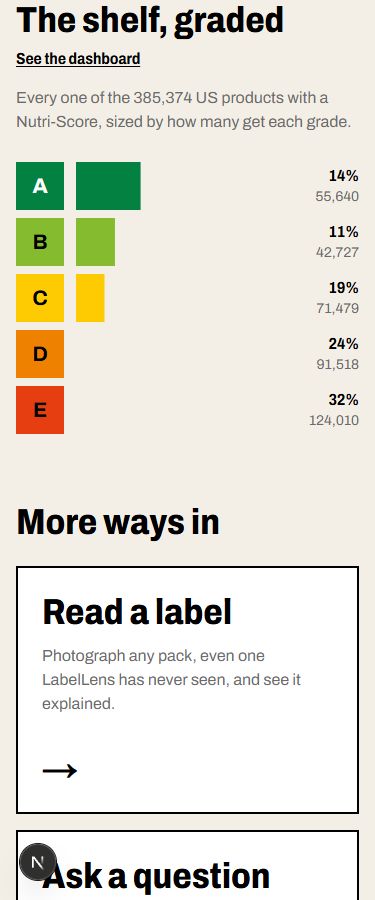 The shelf, graded
See the dashboard
Every one of the 385,374 US products with a
Nutri-Score, sized by how many get each grade.
A
14%
55,640
B
11%
42,727
C
19%
71,479
D
24%
91,518
E
32%
124,010
More ways in
Read a label
Photograph any pack, even one
LabelLens has never seen, and see it
explained.
→
N
Ask a question